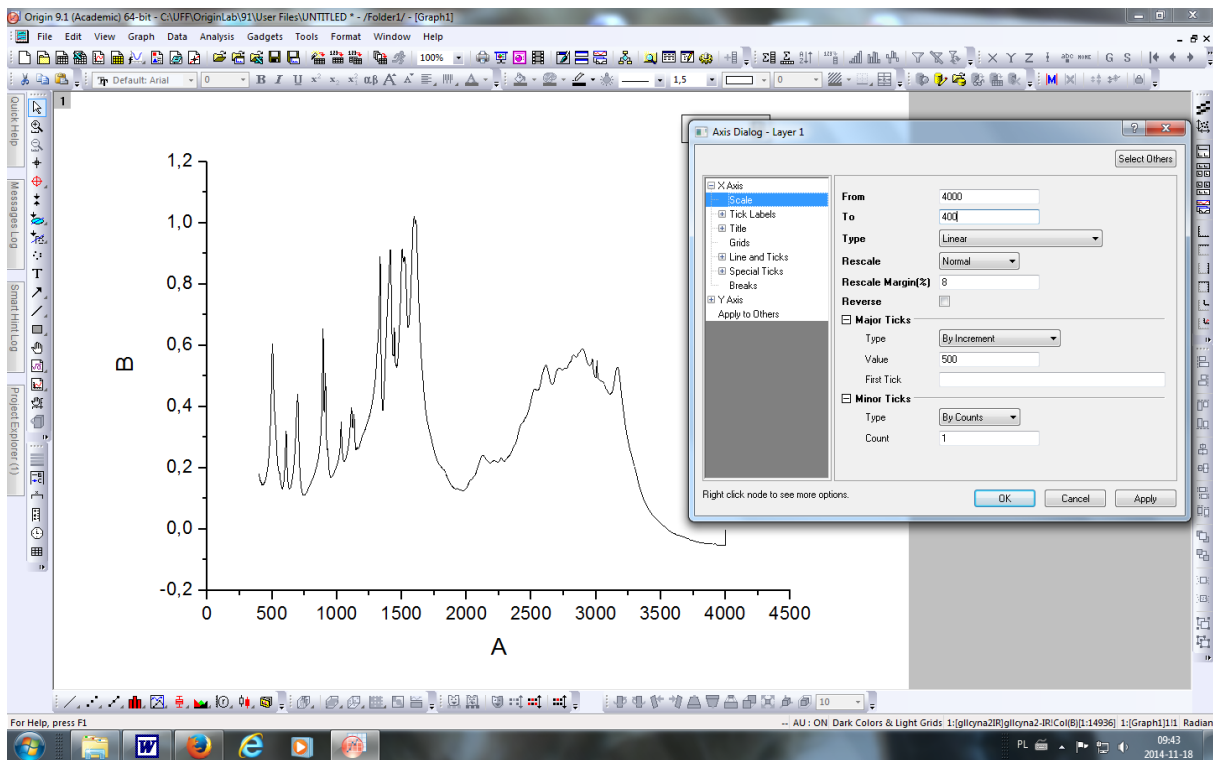 Origin 9.1 (Academic) 64-bit - C:\UFF\OriginLab\91\User Files\UNTITLED * - /Folder1/ - [Graph1]
File Edit View Graph Data Analysis Gadgets Tools Format Window Help
100%
Default: Arial 0 B I U x² x₂ αβ A A 1,5 0
Quick Help
Messages Log
Smart Hint Log
Project Explorer (1)
T
1
1,2
1,0
0,8
0,6
0,4
0,2
0,0
-0,2
B
0 500 1000 1500 2000 2500 3000 3500 4000 4500
A
Axis Dialog - Layer 1
Select Others
X Axis
Scale
Tick Labels
Title
Grids
Line and Ticks
Special Ticks
Breaks
Y Axis
Apply to Others
From 4000
To 400
Type Linear
Rescale Normal
Rescale Margin(%) 8
Reverse
Major Ticks
Type By Increment
Value 500
First Tick
Minor Ticks
Type By Counts
Count 1
Right click node to see more options.
OK Cancel Apply
10
For Help, press F1
-- AU : ON Dark Colors & Light Grids 1:[gllcyna2IR]gllcyna2-IR!Col(B)[1:14936] 1:[Graph1]1!1 Radian
W
PL
09:43
2014-11-18